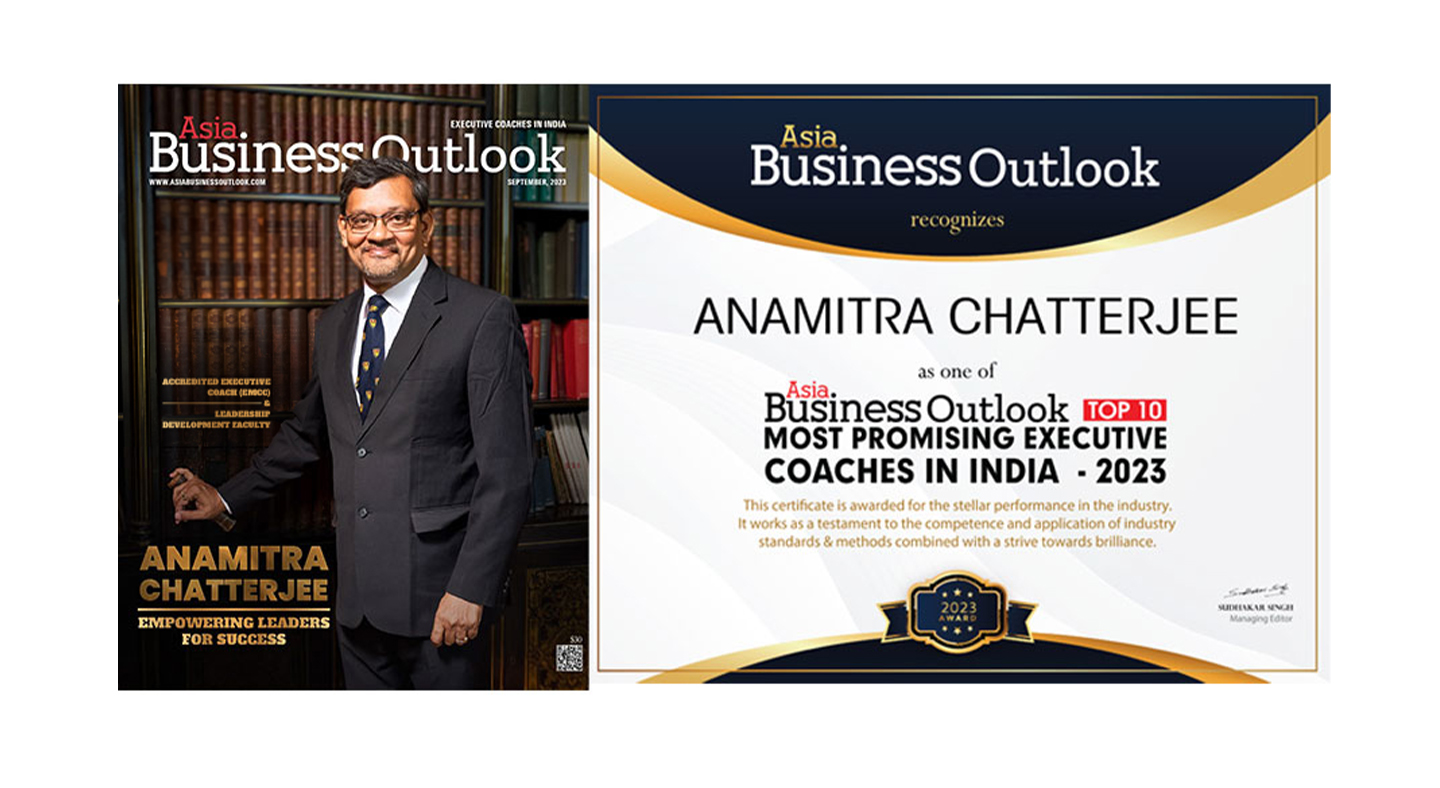 EXECUTIVE COACHES IN INDIA
Asia
Business Outlook
WWW.ASIABUSINESSOUTLOOK.COM
SEPTEMBER, 2023
ACCREDITED EXECUTIVE
COACH (EMCC)
&
LEADERSHIP
DEVELOPMENT FACULTY
ANAMITRA
CHATTERJEE
EMPOWERING LEADERS
FOR SUCCESS
$30
Asia
Business Outlook
recognizes
ANAMITRA CHATTERJEE
as one of
Asia
Business Outlook TOP 10
MOST PROMISING EXECUTIVE
COACHES IN INDIA - 2023
This certificate is awarded for the stellar performance in the industry.
It works as a testament to the competence and application of industry
standards & methods combined with a strive towards brilliance.
2023
AWARD
Sudhakar Singh
SUDHAKAR SINGH
Managing Editor